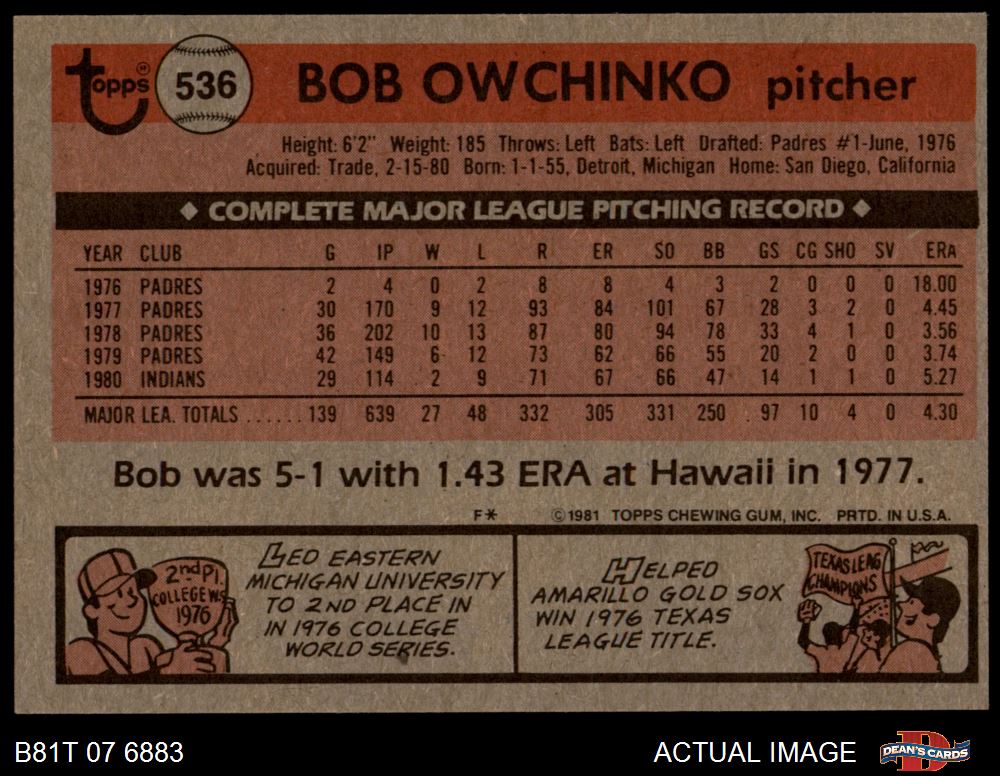 Topps® 536 BOB OWCHINKO pitcher
Height: 6'2" Weight: 185 Throws: Left Bats: Left Drafted: Padres #1-June, 1976
Acquired: Trade, 2-15-80 Born: 1-1-55, Detroit, Michigan Home: San Diego, California
◆ COMPLETE MAJOR LEAGUE PITCHING RECORD ◆
YEAR CLUB G IP W L R ER SO BB GS CG SHO SV ERA
1976 PADRES 2 4 0 2 8 8 4 3 2 0 0 0 18.00
1977 PADRES 30 170 9 12 93 84 101 67 28 3 2 0 4.45
1978 PADRES 36 202 10 13 87 80 94 78 33 4 1 0 3.56
1979 PADRES 42 149 6 12 73 62 66 55 20 2 0 0 3.74
1980 INDIANS 29 114 2 9 71 67 66 47 14 1 1 0 5.27
MAJOR LEA. TOTALS ...... 139 639 27 48 332 305 331 250 97 10 4 0 4.30
Bob was 5-1 with 1.43 ERA at Hawaii in 1977.
F* ©1981 TOPPS CHEWING GUM, INC. PRTD. IN U.S.A.
2nd Pl.
COLLEGE W.S.
1976
LED EASTERN
MICHIGAN UNIVERSITY
TO 2ND PLACE IN
IN 1976 COLLEGE
WORLD SERIES.
HELPED
AMARILLO GOLD SOX
WIN 1976 TEXAS
LEAGUE TITLE.
TEXAS LEAG
CHAMPIONS
B81T 07 6883 ACTUAL IMAGE DEAN'S CARDS